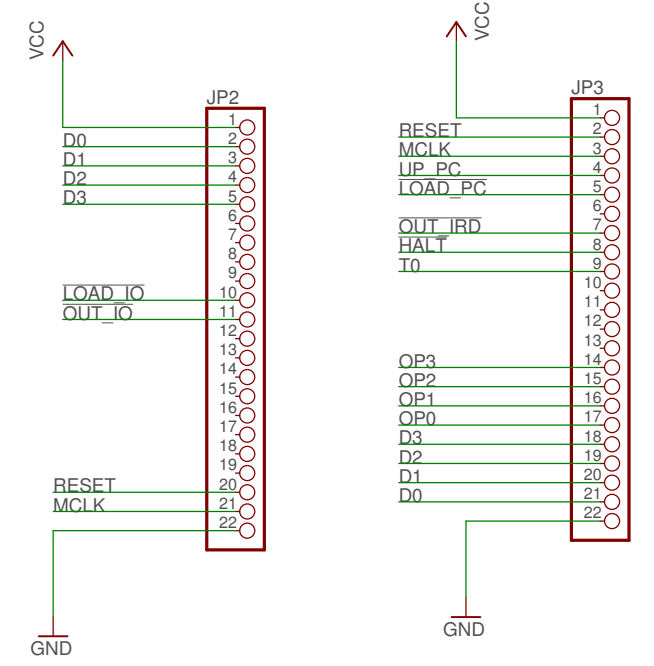 VCC
JP2
1
D0 2
D1 3
D2 4
D3 5
6
7
8
9
LOAD_IO 10
OUT_IO 11
12
13
14
15
16
17
18
19
RESET 20
MCLK 21
22
GND
VCC
JP3
1
RESET 2
MCLK 3
UP_PC 4
LOAD_PC 5
6
OUT_IRD 7
HALT 8
T0 9
10
11
12
13
OP3 14
OP2 15
OP1 16
OP0 17
D3 18
D2 19
D1 20
D0 21
22
GND